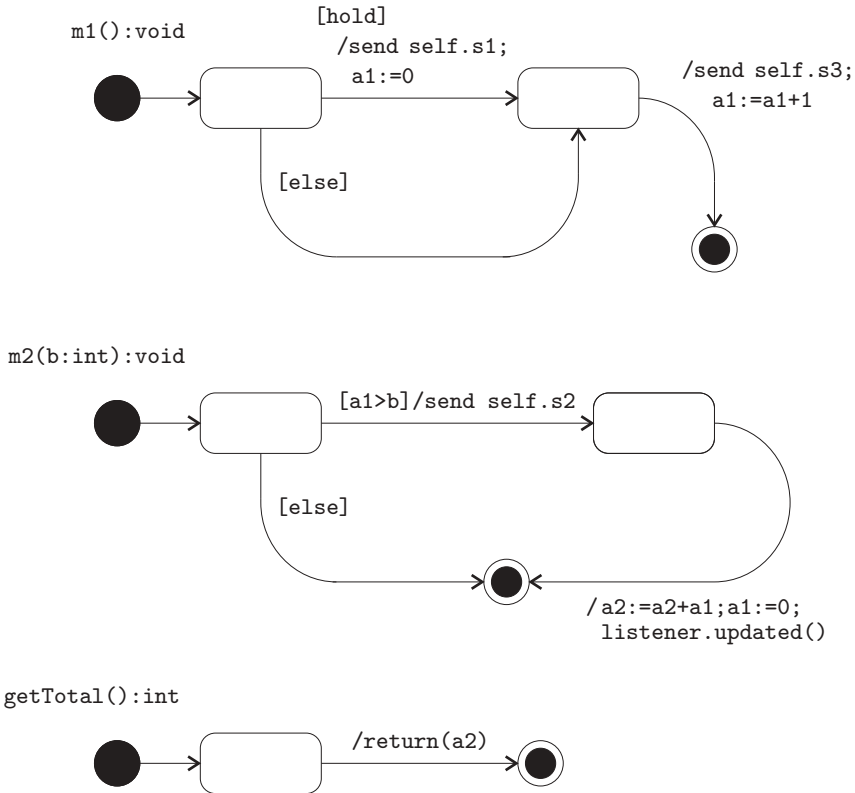 m1():void
[hold]
/send self.s1;
a1:=0
/send self.s3;
a1:=a1+1
[else]
m2(b:int):void
[a1>b]/send self.s2
[else]
/a2:=a2+a1;a1:=0;
listener.updated()
getTotal():int
/return(a2)